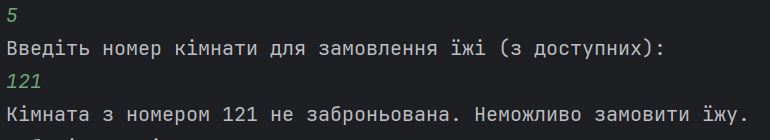 5
Введіть номер кімнати для замовлення їжі (з доступних):
121
Кімната з номером 121 не заброньована. Неможливо замовити їжу.